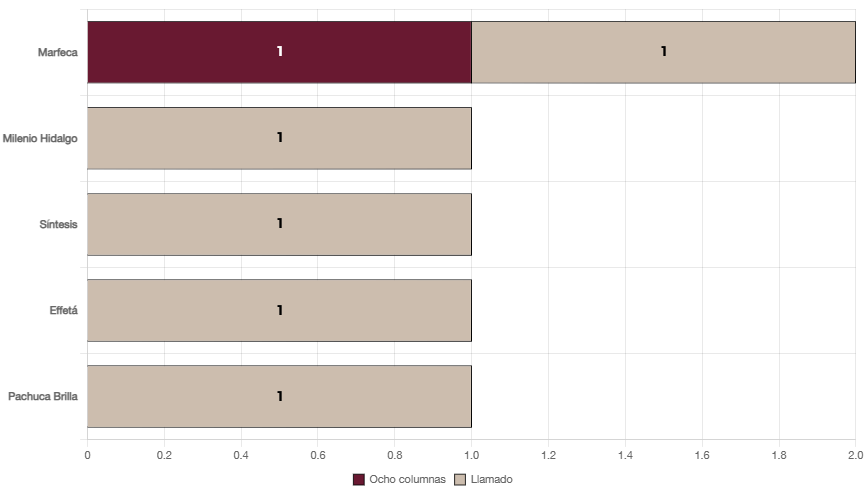 Marfeca 1 1
Milenio Hidalgo 1
Síntesis 1
Effetá 1
Pachuca Brilla 1
0 0.2 0.4 0.6 0.8 1.0 1.2 1.4 1.6 1.8 2.0
Ocho columnas Llamado